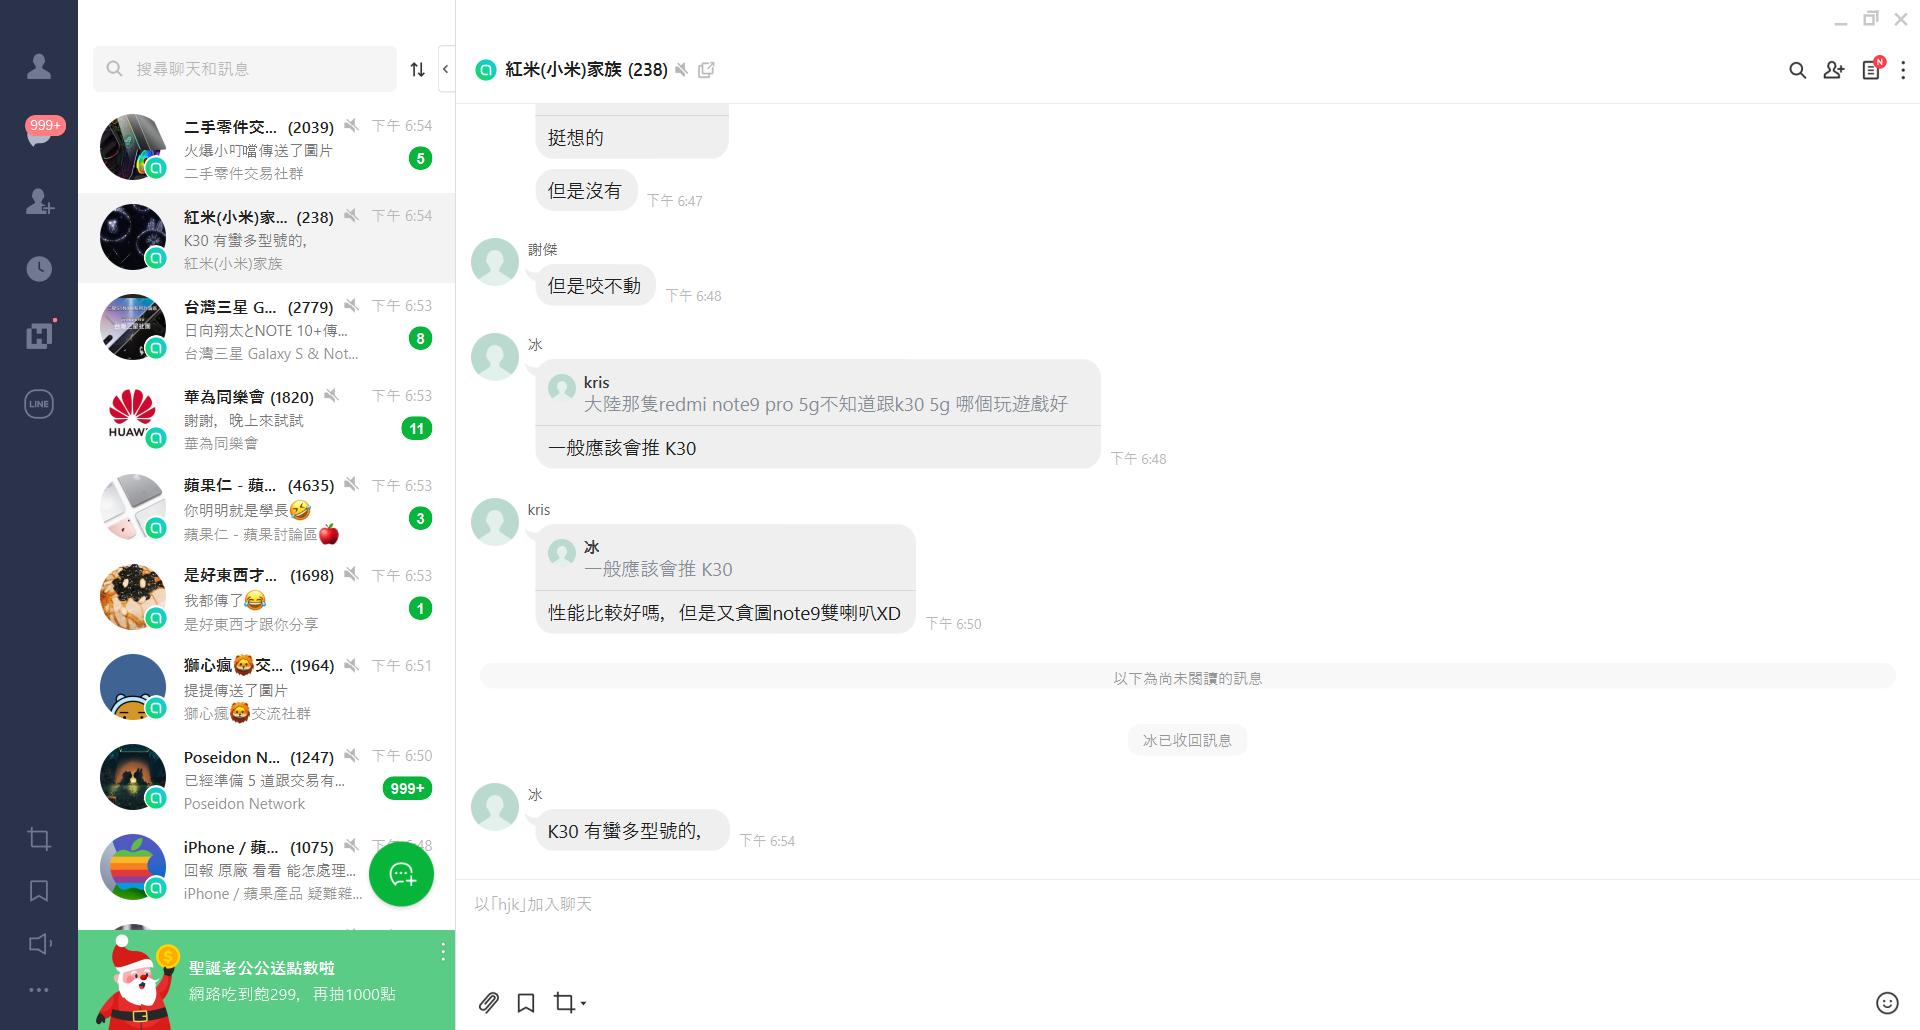 999+
LINE
搜尋聊天和訊息
二手零件交... (2039) 下午 6:54
火爆小叮噹傳送了圖片
5
二手零件交易社群
紅米(小米)家... (238) 下午 6:54
K30 有蠻多型號的,
紅米(小米)家族
台灣三星 G... (2779) 下午 6:53
日向翔太とNOTE 10+傳...
8
台灣三星 Galaxy S & Not...
華為同樂會 (1820) 下午 6:53
謝謝，晚上來試試
11
華為同樂會
蘋果仁 - 蘋... (4635) 下午 6:53
你明明就是學長🤣
3
蘋果仁 - 蘋果討論區🍎
是好東西才... (1698) 下午 6:53
我都傳了😂
1
是好東西才跟你分享
獅心瘋🦁交... (1964) 下午 6:51
提提傳送了圖片
獅心瘋🦁交流社群
Poseidon N... (1247) 下午 6:50
已經準備 5 道跟交易有...
999+
Poseidon Network
iPhone / 蘋... (1075)
回報 原廠 看看 能怎處理...
iPhone / 蘋果產品 疑難雜...
聖誕老公公送點數啦
網路吃到飽299，再抽1000點
紅米(小米)家族 (238)
N
挺想的
但是沒有
下午 6:47
謝傑
但是咬不動
下午 6:48
冰
kris
大陸那隻redmi note9 pro 5g不知道跟k30 5g 哪個玩遊戲好
一般應該會推 K30
下午 6:48
kris
冰
一般應該會推 K30
性能比較好嗎，但是又貪圖note9雙喇叭XD
下午 6:50
以下為尚未閱讀的訊息
冰已收回訊息
冰
K30 有蠻多型號的,
下午 6:54
以「hjk」加入聊天